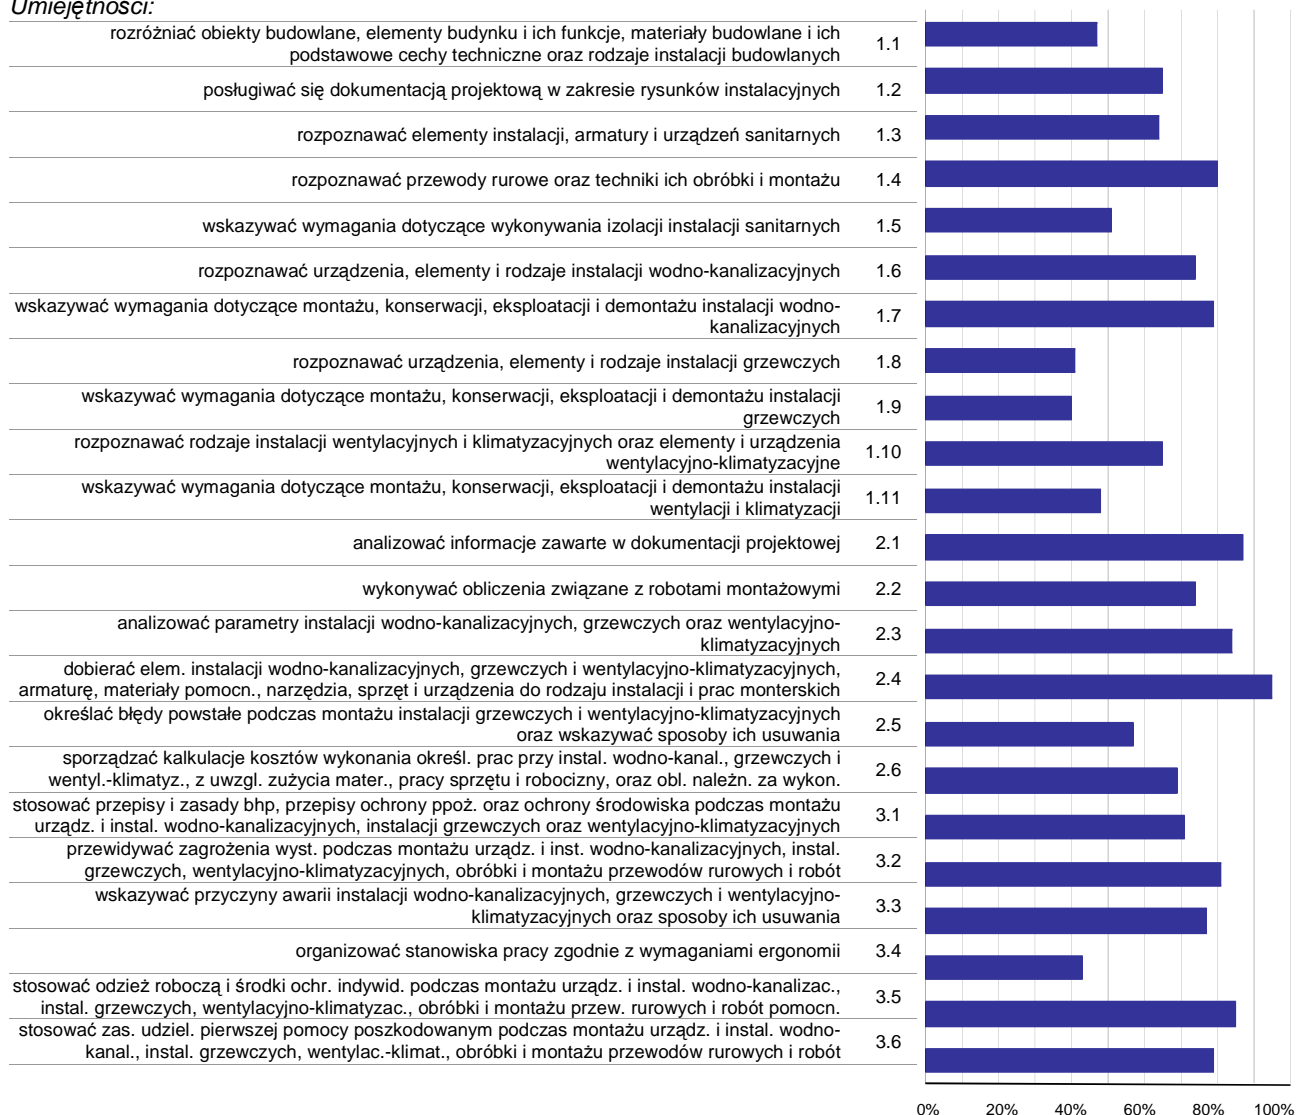 Umiejętności:
rozróżniać obiekty budowlane, elementy budynku i ich funkcje, materiały budowlane i ich
podstawowe cechy techniczne oraz rodzaje instalacji budowlanych
1.1
posługiwać się dokumentacją projektową w zakresie rysunków instalacyjnych
1.2
rozpoznawać elementy instalacji, armatury i urządzeń sanitarnych
1.3
rozpoznawać przewody rurowe oraz techniki ich obróbki i montażu
1.4
wskazywać wymagania dotyczące wykonywania izolacji instalacji sanitarnych
1.5
rozpoznawać urządzenia, elementy i rodzaje instalacji wodno-kanalizacyjnych
1.6
wskazywać wymagania dotyczące montażu, konserwacji, eksploatacji i demontażu instalacji wodno-
kanalizacyjnych
1.7
rozpoznawać urządzenia, elementy i rodzaje instalacji grzewczych
1.8
wskazywać wymagania dotyczące montażu, konserwacji, eksploatacji i demontażu instalacji
grzewczych
1.9
rozpoznawać rodzaje instalacji wentylacyjnych i klimatyzacyjnych oraz elementy i urządzenia
wentylacyjno-klimatyzacyjne
1.10
wskazywać wymagania dotyczące montażu, konserwacji, eksploatacji i demontażu instalacji
wentylacji i klimatyzacji
1.11
analizować informacje zawarte w dokumentacji projektowej
2.1
wykonywać obliczenia związane z robotami montażowymi
2.2
analizować parametry instalacji wodno-kanalizacyjnych, grzewczych oraz wentylacyjno-
klimatyzacyjnych
2.3
dobierać elem. instalacji wodno-kanalizacyjnych, grzewczych i wentylacyjno-klimatyzacyjnych,
armaturę, materiały pomocn., narzędzia, sprzęt i urządzenia do rodzaju instalacji i prac monterskich
2.4
określać błędy powstałe podczas montażu instalacji grzewczych i wentylacyjno-klimatyzacyjnych
oraz wskazywać sposoby ich usuwania
2.5
sporządzać kalkulacje kosztów wykonania określ. prac przy instal. wodno-kanal., grzewczych i
wentyl.-klimatyz., z uwzgl. zużycia mater., pracy sprzętu i robocizny, oraz obl. należn. za wykon.
2.6
stosować przepisy i zasady bhp, przepisy ochrony ppoż. oraz ochrony środowiska podczas montażu
urządz. i instal. wodno-kanalizacyjnych, instalacji grzewczych oraz wentylacyjno-klimatyzacyjnych
3.1
przewidywać zagrożenia wyst. podczas montażu urządz. i inst. wodno-kanalizacyjnych, instal.
grzewczych, wentylacyjno-klimatyzacyjnych, obróbki i montażu przewodów rurowych i robót
3.2
wskazywać przyczyny awarii instalacji wodno-kanalizacyjnych, grzewczych i wentylacyjno-
klimatyzacyjnych oraz sposoby ich usuwania
3.3
organizować stanowiska pracy zgodnie z wymaganiami ergonomii
3.4
stosować odzież roboczą i środki ochr. indywid. podczas montażu urządz. i instal. wodno-kanalizac.,
instal. grzewczych, wentylacyjno-klimatyzac., obróbki i montażu przew. rurowych i robót pomocn.
3.5
stosować zas. udziel. pierwszej pomocy poszkodowanym podczas montażu urządz. i instal. wodno-
kanal., instal. grzewczych, wentylac.-klimat., obróbki i montażu przewodów rurowych i robót
3.6
0% 20% 40% 60% 80% 100%